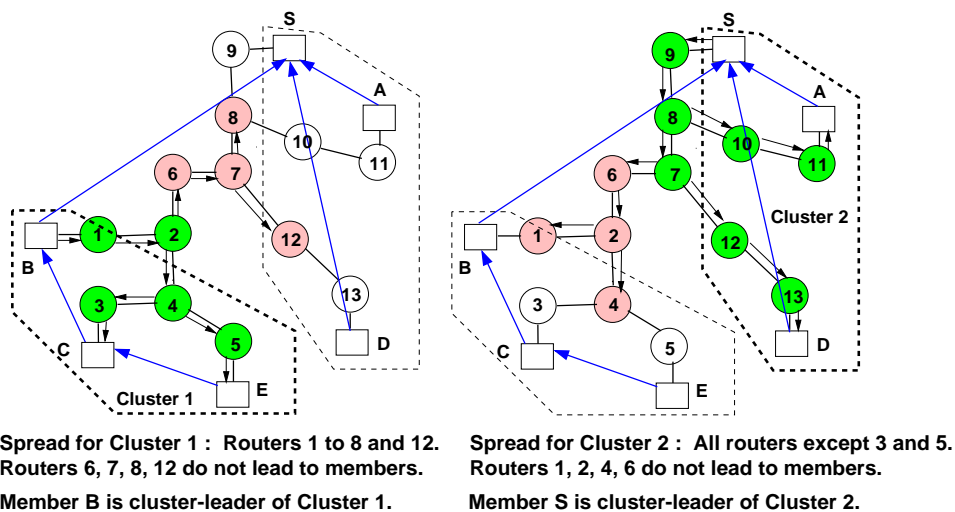 S
9
A
8
10
11
6
7
1
2
12
B
3
4
13
5
C
D
E
Cluster 1
S
9
A
8
10
11
6
7
Cluster 2
1
2
12
B
3
4
13
5
C
D
E
Spread for Cluster 1 : Routers 1 to 8 and 12.
Routers 6, 7, 8, 12 do not lead to members.
Member B is cluster-leader of Cluster 1.
Spread for Cluster 2 : All routers except 3 and 5.
Routers 1, 2, 4, 6 do not lead to members.
Member S is cluster-leader of Cluster 2.